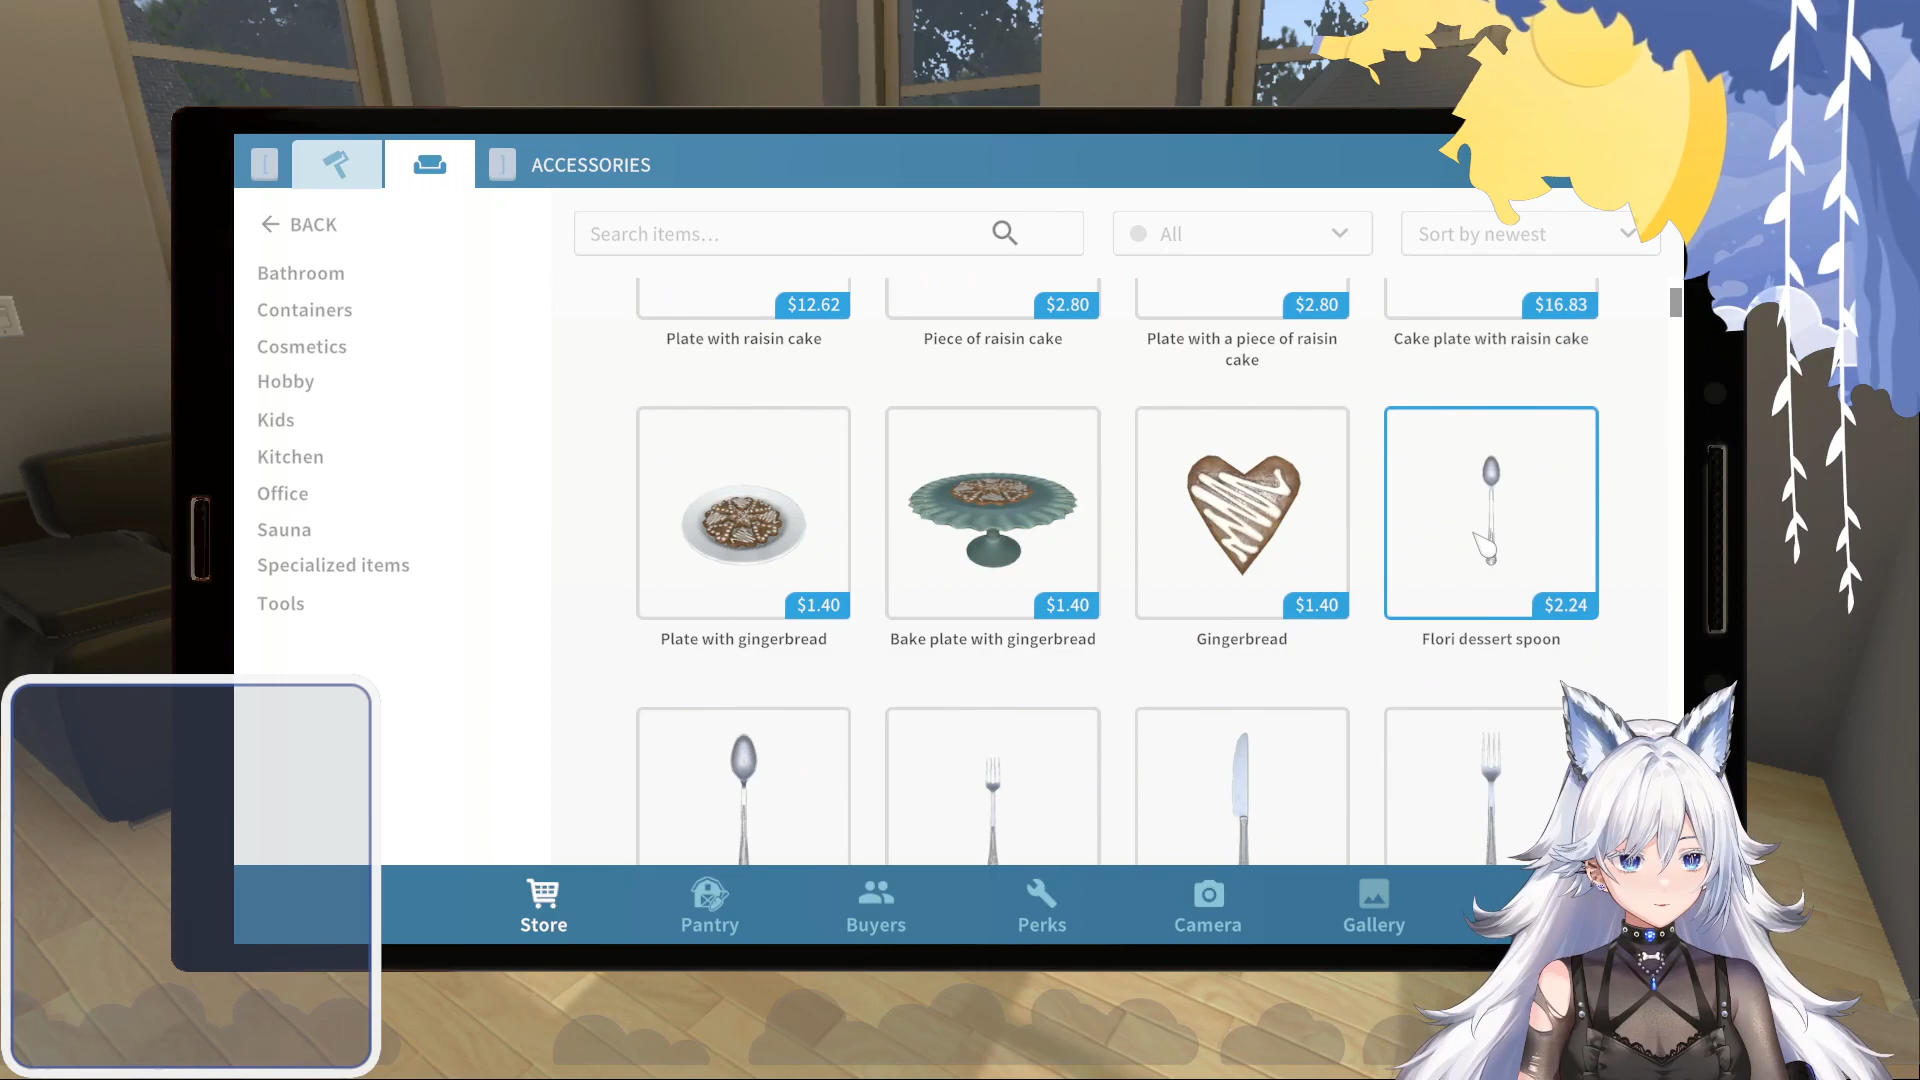 [
]
ACCESSORIES
BACK
Search items...
All
Sort by newest
Bathroom
Containers
Cosmetics
Hobby
Kids
Kitchen
Office
Sauna
Specialized items
Tools
$12.62
$2.80
$2.80
$16.83
Plate with raisin cake
Piece of raisin cake
Plate with a piece of raisin
cake
Cake plate with raisin cake
$1.40
$1.40
$1.40
$2.24
Plate with gingerbread
Bake plate with gingerbread
Gingerbread
Flori dessert spoon
Store
Pantry
Buyers
Perks
Camera
Gallery